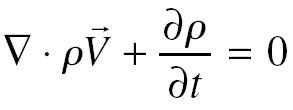 ∇ · ρV⃗ + ∂ρ/∂t = 0